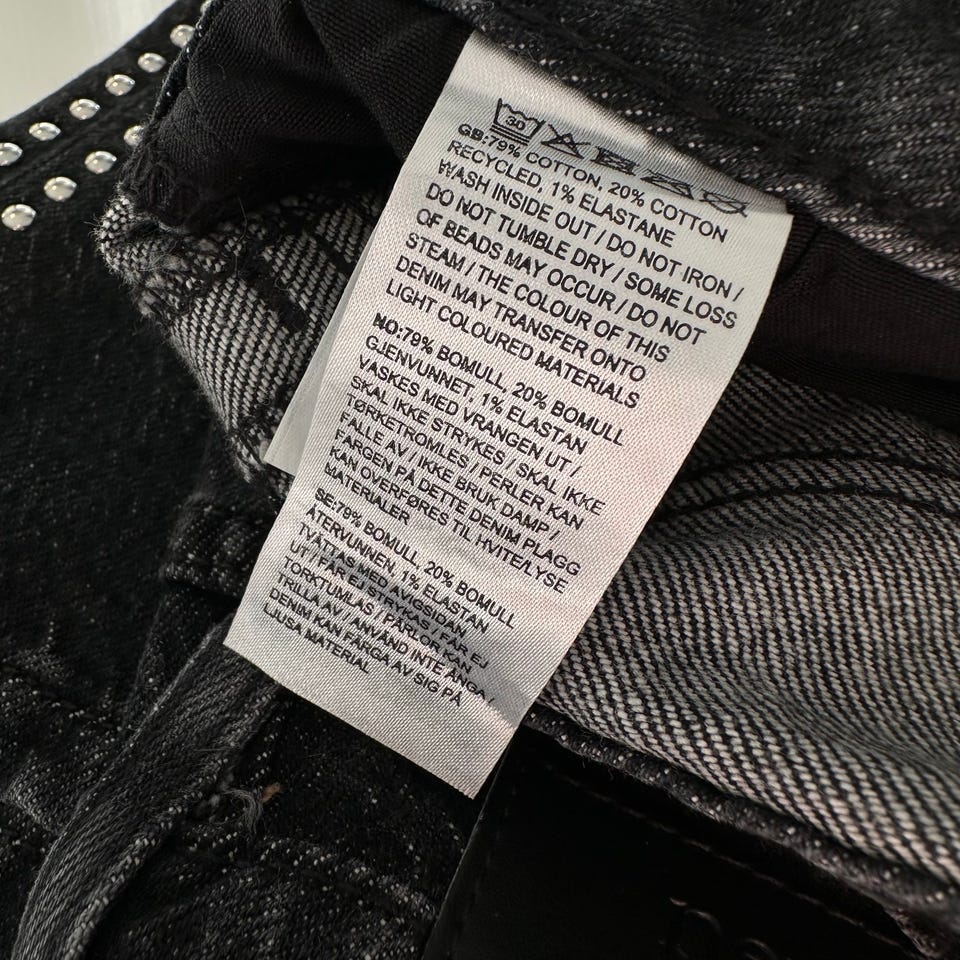 30
GB:79% COTTON, 20% COTTON
RECYCLED, 1% ELASTANE
WASH INSIDE OUT / DO NOT IRON /
DO NOT TUMBLE DRY / SOME LOSS
OF BEADS MAY OCCUR / DO NOT
STEAM / THE COLOUR OF THIS
DENIM MAY TRANSFER ONTO
LIGHT COLOURED MATERIALS
NO:79% BOMULL, 20% BOMULL
GJENVUNNET, 1% ELASTAN
VASKES MED VRANGEN UT /
SKAL IKKE STRYKES / SKAL IKKE
TØRKETROMLES / PERLER KAN
FALLE AV / IKKE BRUK DAMP /
FARGEN PÅ DETTE DENIM PLAGG
KAN OVERFØRES TIL HVITE/LYSE
MATERIALER
SE:79% BOMULL, 20% BOMULL
ÅTERVUNNEN, 1% ELASTAN
TVÄTTAS MED AVIGSIDAN
UT / FÅR EJ STRYKAS / FÅR EJ
TORKTUMLAS / PÄRLOR KAN
TRILLA AV / ANVÄND INTE ÅNGA /
DENIM KAN FÄRGA AV SIG PÅ
LJUSA MATERIAL